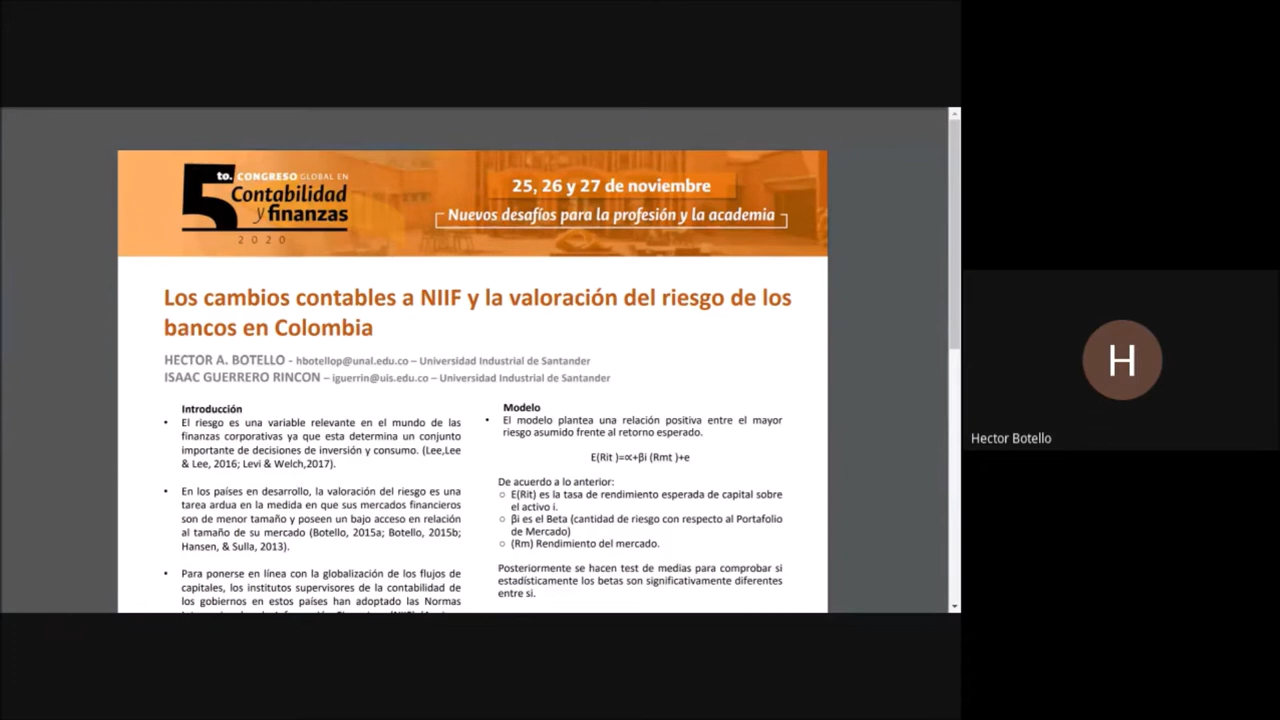 to. CONGRESO GLOBAL EN
5 Contabilidad
y finanzas
2020
25, 26 y 27 de noviembre
Nuevos desafíos para la profesión y la academia
Los cambios contables a NIIF y la valoración del riesgo de los
bancos en Colombia
HECTOR A. BOTELLO - hbotellop@unal.edu.co – Universidad Industrial de Santander
ISAAC GUERRERO RINCON – iguerrin@uis.edu.co – Universidad Industrial de Santander
Introducción
• El riesgo es una variable relevante en el mundo de las
finanzas corporativas ya que esta determina un conjunto
importante de decisiones de inversión y consumo. (Lee,Lee
& Lee, 2016; Levi & Welch,2017).
• En los países en desarrollo, la valoración del riesgo es una
tarea ardua en la medida en que sus mercados financieros
son de menor tamaño y poseen un bajo acceso en relación
al tamaño de su mercado (Botello, 2015a; Botello, 2015b;
Hansen, & Sulla, 2013).
• Para ponerse en línea con la globalización de los flujos de
capitales, los institutos supervisores de la contabilidad de
los gobiernos en estos países han adoptado las Normas
Modelo
• El modelo plantea una relación positiva entre el mayor
riesgo asumido frente al retorno esperado.
E(Rit )=∝+βi (Rmt )+e
De acuerdo a lo anterior:
○ E(Rit) es la tasa de rendimiento esperada de capital sobre
el activo i.
○ βi es el Beta (cantidad de riesgo con respecto al Portafolio
de Mercado)
○ (Rm) Rendimiento del mercado.
Posteriormente se hacen test de medias para comprobar si
estadísticamente los betas son significativamente diferentes
entre si.
H
Hector Botello